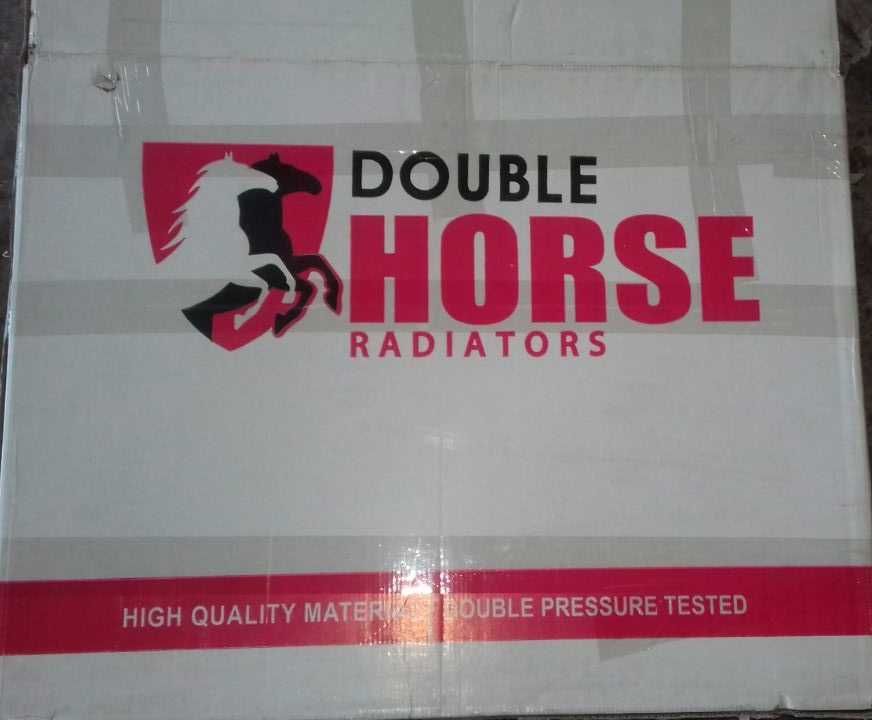 DOUBLE
HORSE
RADIATORS
HIGH QUALITY DOUBLE PRESSURE TESTED